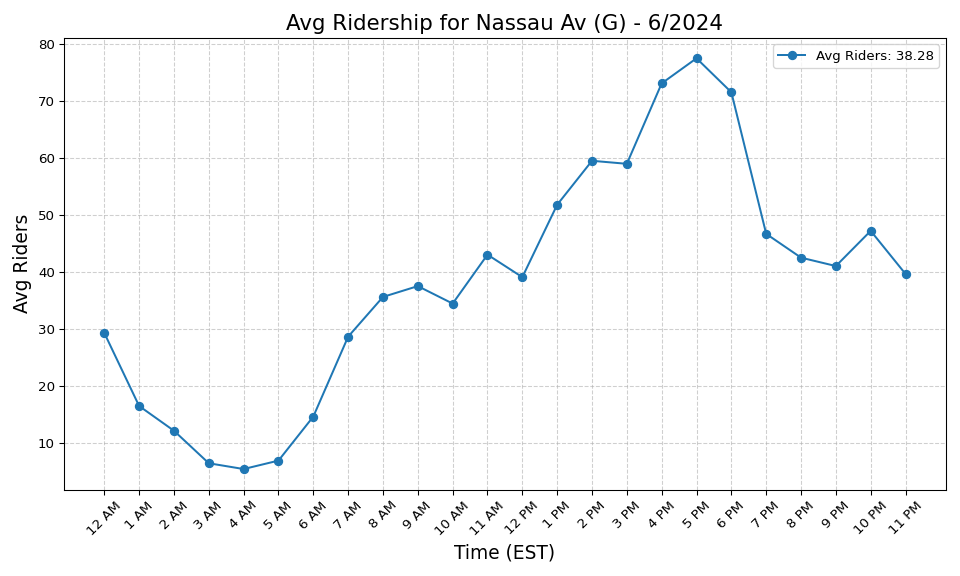 Avg Ridership for Nassau Av (G) - 6/2024
Avg Riders: 38.28
Avg Riders
80
70
60
50
40
30
20
10
12 AM
1 AM
2 AM
3 AM
4 AM
5 AM
6 AM
7 AM
8 AM
9 AM
10 AM
11 AM
12 PM
1 PM
2 PM
3 PM
4 PM
5 PM
6 PM
7 PM
8 PM
9 PM
10 PM
11 PM
Time (EST)